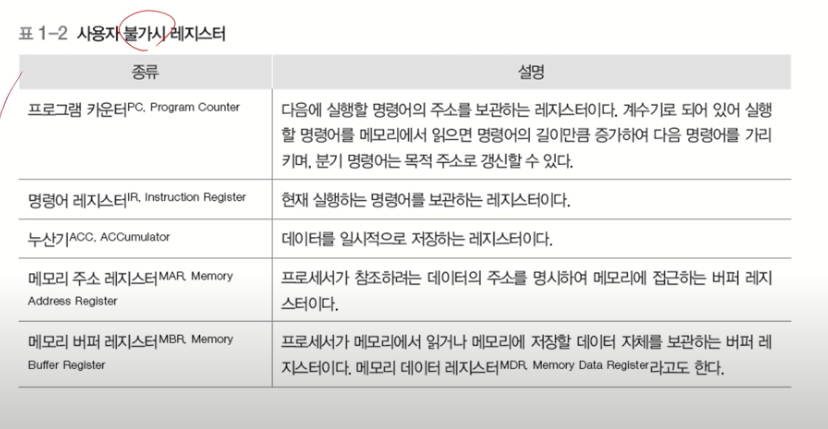 표 1-2 사용자 불가시 레지스터
종류 설명
프로그램 카운터PC, Program Counter
다음에 실행할 명령어의 주소를 보관하는 레지스터이다. 계수기로 되어 있어 실행
할 명령어를 메모리에서 읽으면 명령어의 길이만큼 증가하여 다음 명령어를 가리
키며, 분기 명령어는 목적 주소로 갱신할 수 있다.
명령어 레지스터IR, Instruction Register
현재 실행하는 명령어를 보관하는 레지스터이다.
누산기ACC, ACCumulator
데이터를 일시적으로 저장하는 레지스터이다.
메모리 주소 레지스터MAR, Memory
Address Register
프로세서가 참조하려는 데이터의 주소를 명시하여 메모리에 접근하는 버퍼 레지
스터이다.
메모리 버퍼 레지스터MBR, Memory
Buffer Register
프로세서가 메모리에서 읽거나 메모리에 저장할 데이터 자체를 보관하는 버퍼 레
지스터이다. 메모리 데이터 레지스터MDR, Memory Data Register라고도 한다.